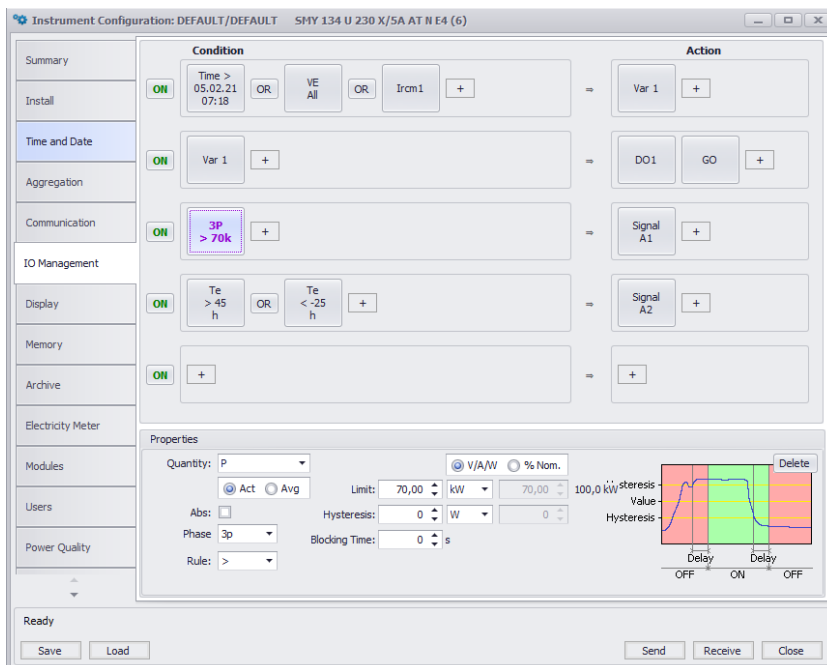 Instrument Configuration: DEFAULT/DEFAULT SMY 134 U 230 X/5A AT N E4 (6)
Summary
Install
Time and Date
Aggregation
Communication
IO Management
Display
Memory
Archive
Electricity Meter
Modules
Users
Power Quality
Condition
Action
ON
Time >
05.02.21
07:18
OR
VE
All
OR
Ircm1
+
⇒
Var 1
+
ON
Var 1
+
⇒
DO1
GO
+
ON
3P
> 70k
+
⇒
Signal
A1
+
ON
Te
> 45
h
OR
Te
< -25
h
+
⇒
Signal
A2
+
ON
+
⇒
+
Properties
Quantity: P
Act Avg
Abs:
Phase 3p
Rule: >
V/A/W % Nom.
Limit: 70,00 kW 70,00 100,0 kW
Hysteresis: 0 W 0
Blocking Time: 0 s
Delete
steresis
Value
Hysteresis
Delay Delay
OFF ON OFF
Ready
Save Load Send Receive Close